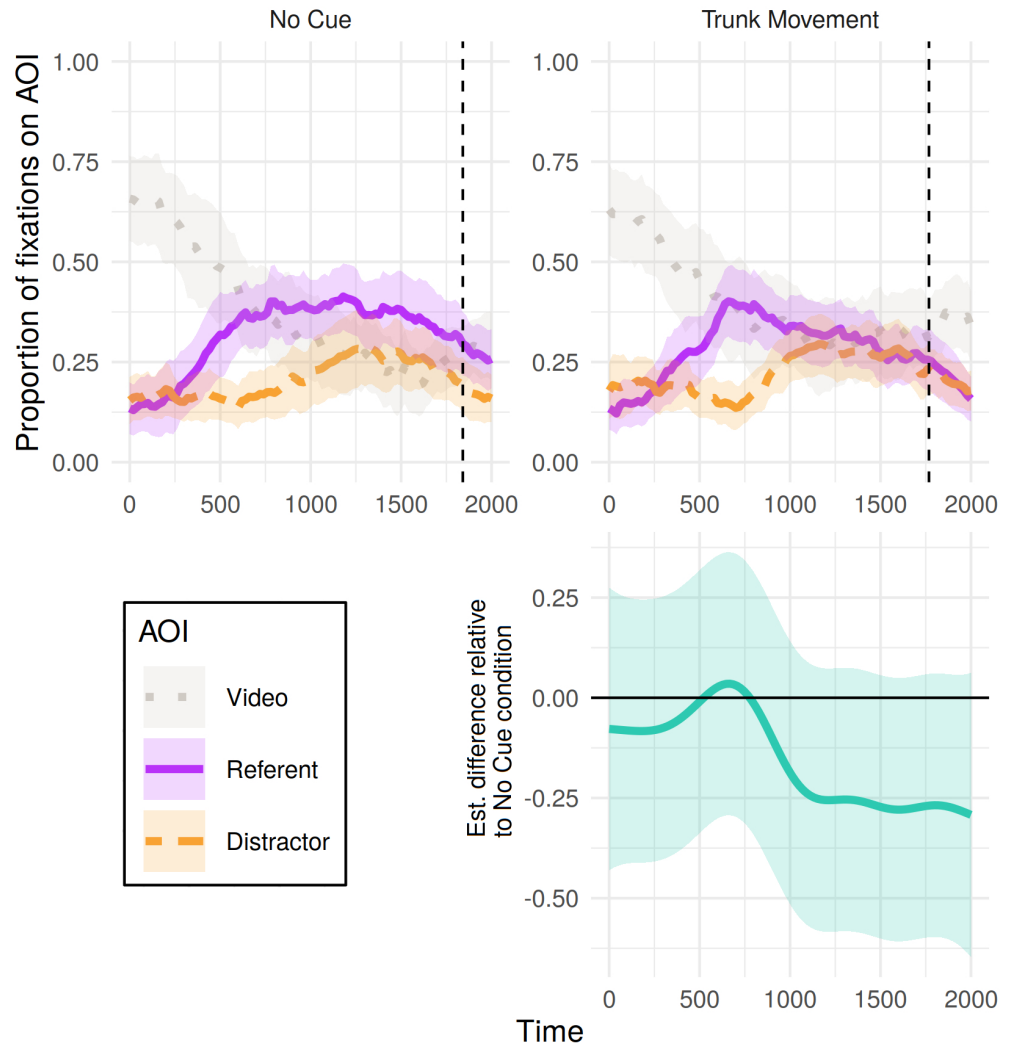 No Cue
Trunk Movement
Proportion of fixations on AOI
1.00
0.75
0.50
0.25
0.00
0 500 1000 1500 2000
1.00
0.75
0.50
0.25
0.00
0 500 1000 1500 2000
AOI
Video
Referent
Distractor
Est. difference relative
to No Cue condition
0.25
0.00
-0.25
-0.50
0 500 1000 1500 2000
Time